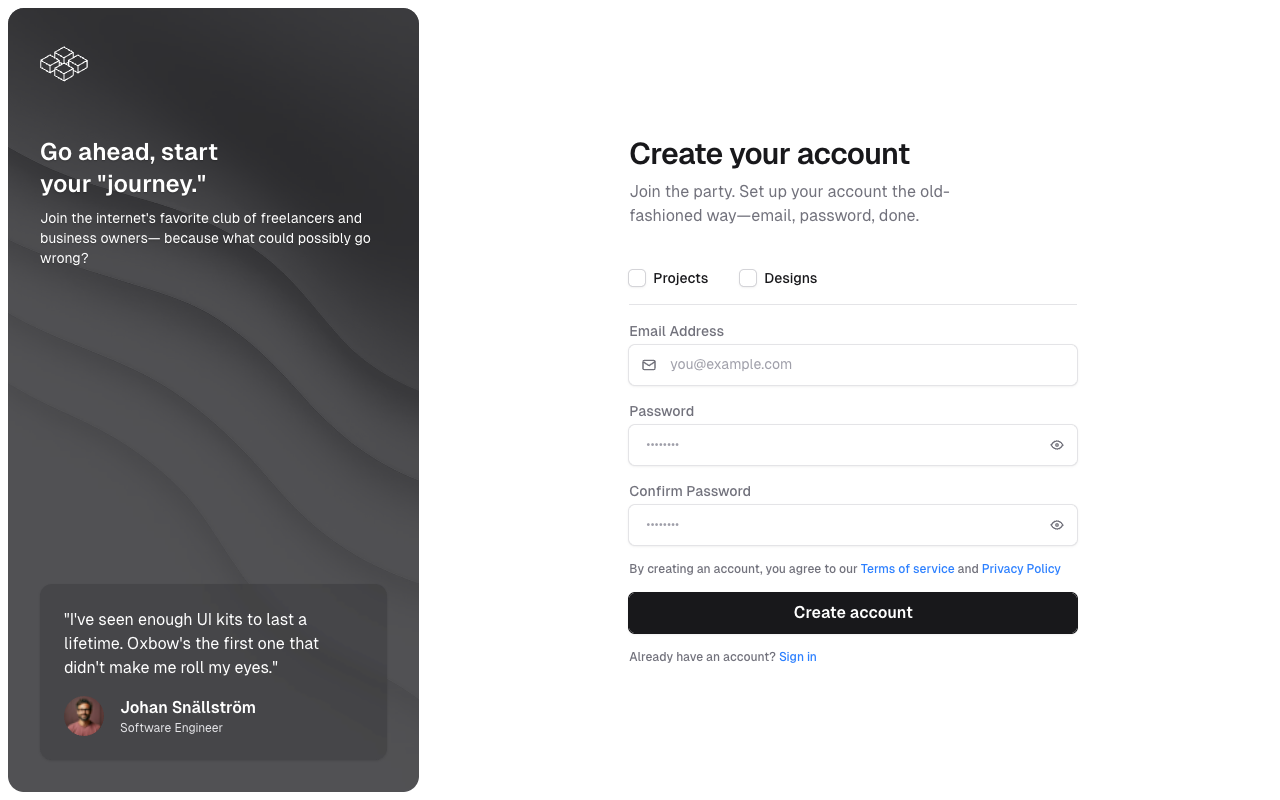 Go ahead, start
your "journey."
Join the internet's favorite club of freelancers and
business owners— because what could possibly go
wrong?
"I've seen enough UI kits to last a
lifetime. Oxbow's the first one that
didn't make me roll my eyes."
Johan Snällström
Software Engineer
Create your account
Join the party. Set up your account the old-
fashioned way—email, password, done.
Projects
Designs
Email Address
you@example.com
Password
••••••••
Confirm Password
••••••••
By creating an account, you agree to our Terms of service and Privacy Policy
Create account
Already have an account? Sign in